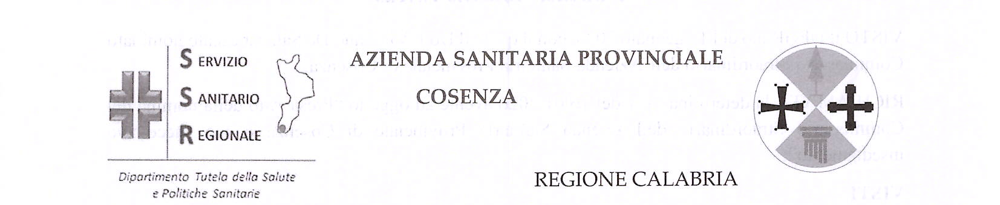 SERVIZIO
SANITARIO
REGIONALE
Dipartimento Tutela della Salute
e Politiche Sanitarie
AZIENDA SANITARIA PROVINCIALE
COSENZA
REGIONE CALABRIA